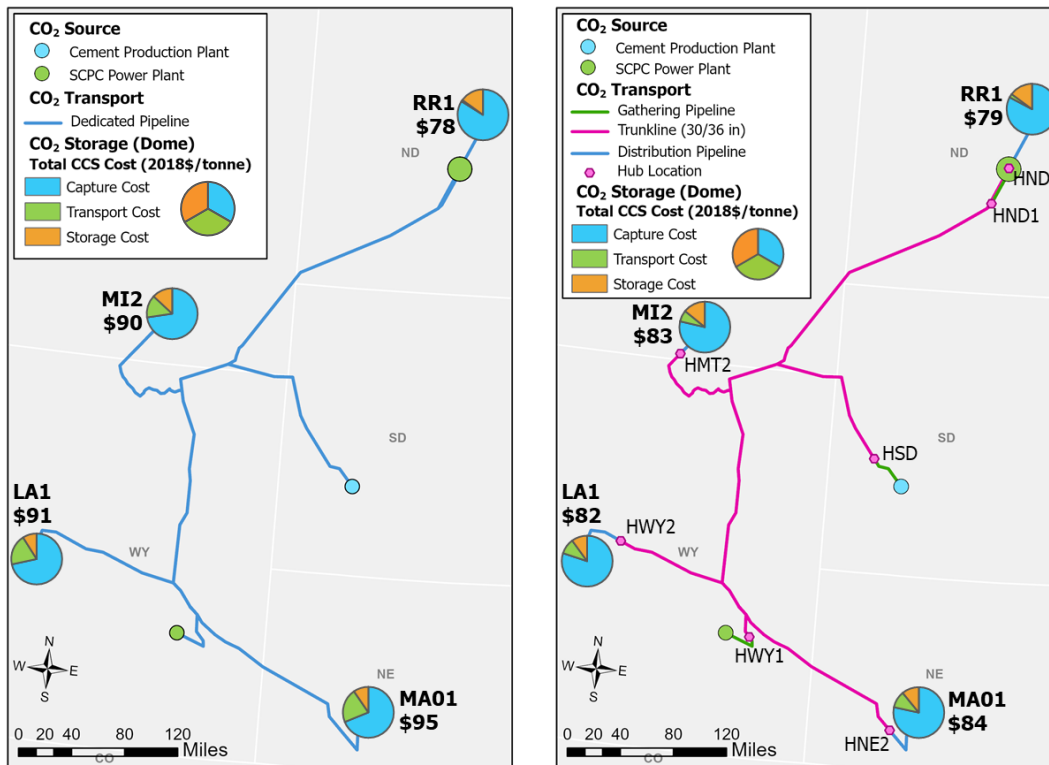 CO₂ Source
Cement Production Plant
SCPC Power Plant
CO₂ Transport
Dedicated Pipeline
CO₂ Storage (Dome)
Total CCS Cost (2018$/tonne)
Capture Cost
Transport Cost
Storage Cost
RR1
$78
ND
MI2
$90
SD
LA1
$91
WY
N
W E
S
NE
MA01
$95
0 20 40 80 120
Miles
CO
CO₂ Source
Cement Production Plant
SCPC Power Plant
CO₂ Transport
Gathering Pipeline
Trunkline (30/36 in)
Distribution Pipeline
Hub Location
CO₂ Storage (Dome)
Total CCS Cost (2018$/tonne)
Capture Cost
Transport Cost
Storage Cost
RR1
$79
ND
HND
HND1
MI2
$83
HMT2
SD
HSD
LA1
$82
HWY2
WY
HWY1
N
W E
S
NE
MA01
$84
HNE2
0 20 40 80 120
Miles
CO